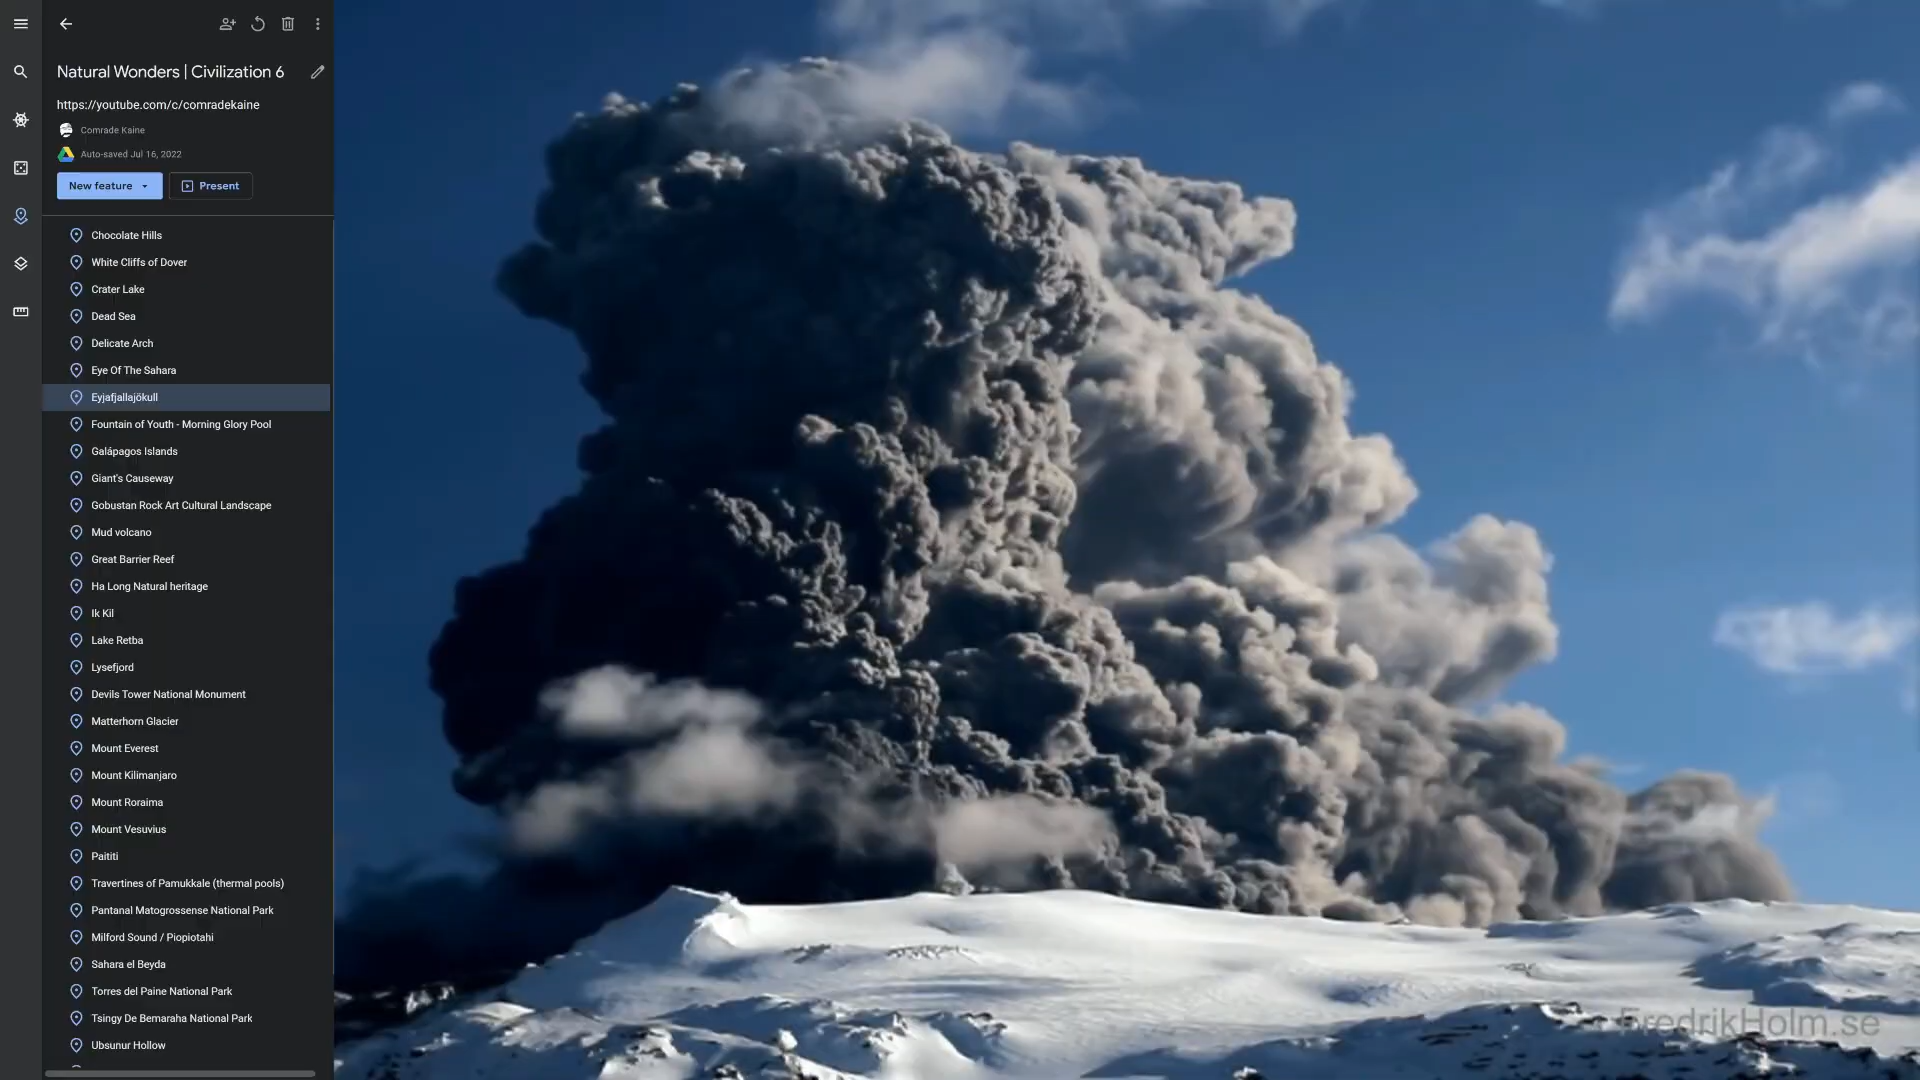 Natural Wonders | Civilization 6
https://youtube.com/c/comradekaine
Comrade Kaine
Auto-saved Jul 16, 2022
New feature
Present
Chocolate Hills
White Cliffs of Dover
Crater Lake
Dead Sea
Delicate Arch
Eye Of The Sahara
Eyjafjallajökull
Fountain of Youth - Morning Glory Pool
Galápagos Islands
Giant's Causeway
Gobustan Rock Art Cultural Landscape
Mud volcano
Great Barrier Reef
Ha Long Natural heritage
Ik Kil
Lake Retba
Lysefjord
Devils Tower National Monument
Matterhorn Glacier
Mount Everest
Mount Kilimanjaro
Mount Roraima
Mount Vesuvius
Paititi
Travertines of Pamukkale (thermal pools)
Pantanal Matogrossense National Park
Milford Sound / Piopiotahi
Sahara el Beyda
Torres del Paine National Park
Tsingy De Bemaraha National Park
Ubsunur Hollow
FredrikHolm.se